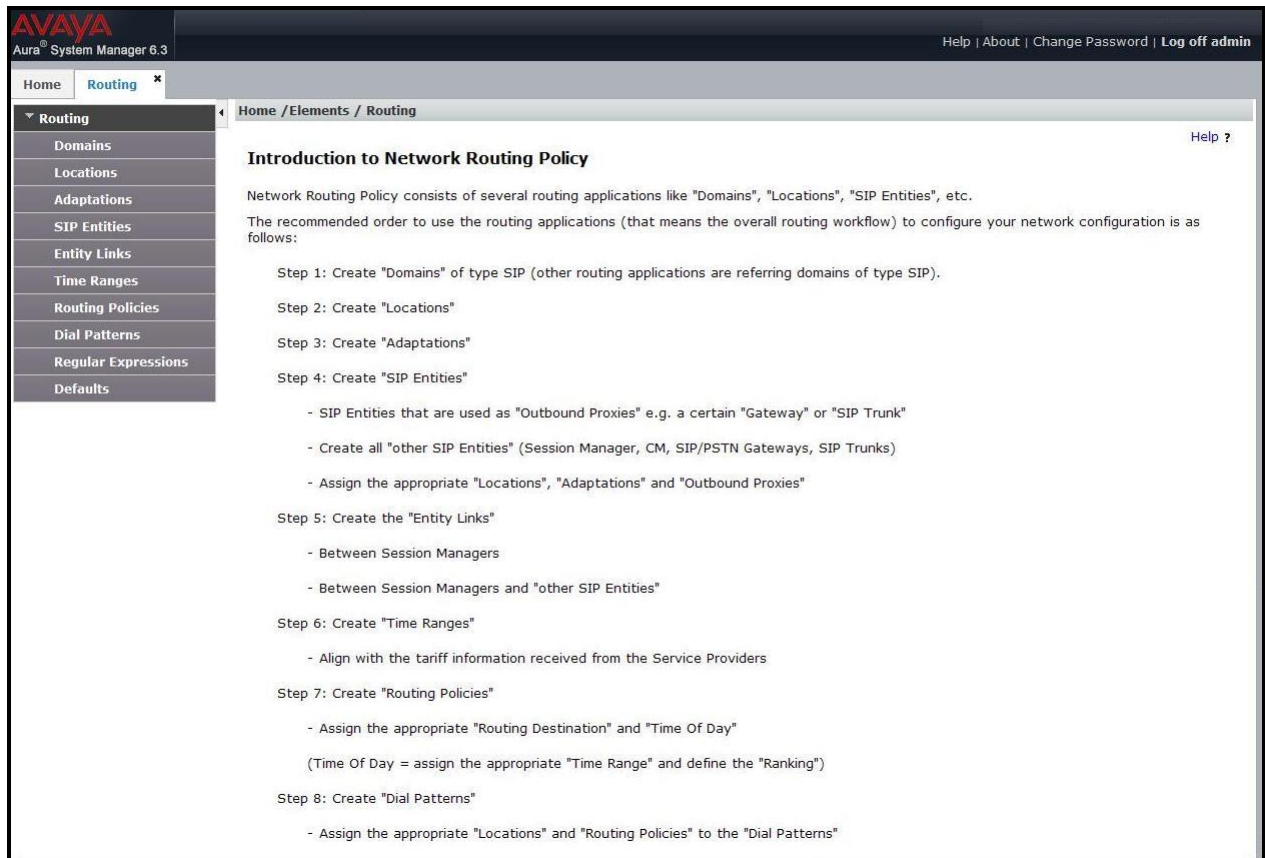 AVAYA
Aura® System Manager 6.3
Help | About | Change Password | Log off admin
Home
Routing ×
Routing
Domains
Locations
Adaptations
SIP Entities
Entity Links
Time Ranges
Routing Policies
Dial Patterns
Regular Expressions
Defaults
Home /Elements / Routing
Help ?
Introduction to Network Routing Policy
Network Routing Policy consists of several routing applications like "Domains", "Locations", "SIP Entities", etc.
The recommended order to use the routing applications (that means the overall routing workflow) to configure your network configuration is as
follows:
Step 1: Create "Domains" of type SIP (other routing applications are referring domains of type SIP).
Step 2: Create "Locations"
Step 3: Create "Adaptations"
Step 4: Create "SIP Entities"
- SIP Entities that are used as "Outbound Proxies" e.g. a certain "Gateway" or "SIP Trunk"
- Create all "other SIP Entities" (Session Manager, CM, SIP/PSTN Gateways, SIP Trunks)
- Assign the appropriate "Locations", "Adaptations" and "Outbound Proxies"
Step 5: Create the "Entity Links"
- Between Session Managers
- Between Session Managers and "other SIP Entities"
Step 6: Create "Time Ranges"
- Align with the tariff information received from the Service Providers
Step 7: Create "Routing Policies"
- Assign the appropriate "Routing Destination" and "Time Of Day"
(Time Of Day = assign the appropriate "Time Range" and define the "Ranking")
Step 8: Create "Dial Patterns"
- Assign the appropriate "Locations" and "Routing Policies" to the "Dial Patterns"